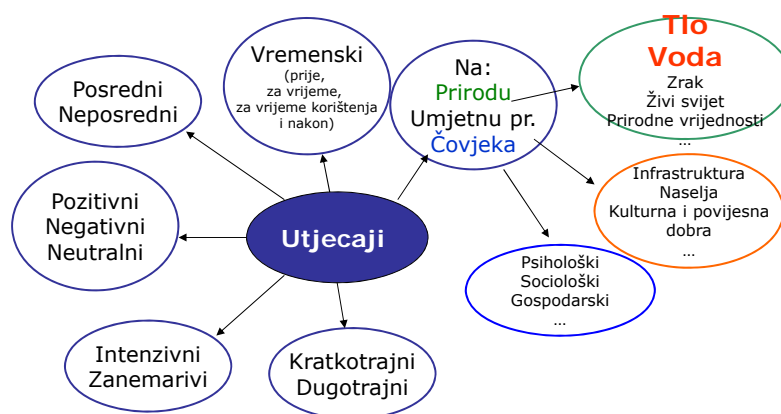 Tlo
Voda
Zrak
Živi svijet
Prirodne vrijednosti
…
Vremenski
(prije,
za vrijeme,
za vrijeme korištenja
i nakon)
Na:
Prirodu
Umjetnu pr.
Čovjeka
Posredni
Neposredni
Infrastruktura
Naselja
Kulturna i povijesna
dobra
…
Pozitivni
Negativni
Neutralni
Utjecaji
Psihološki
Sociološki
Gospodarski
…
Intenzivni
Zanemarivi
Kratkotrajni
Dugotrajni